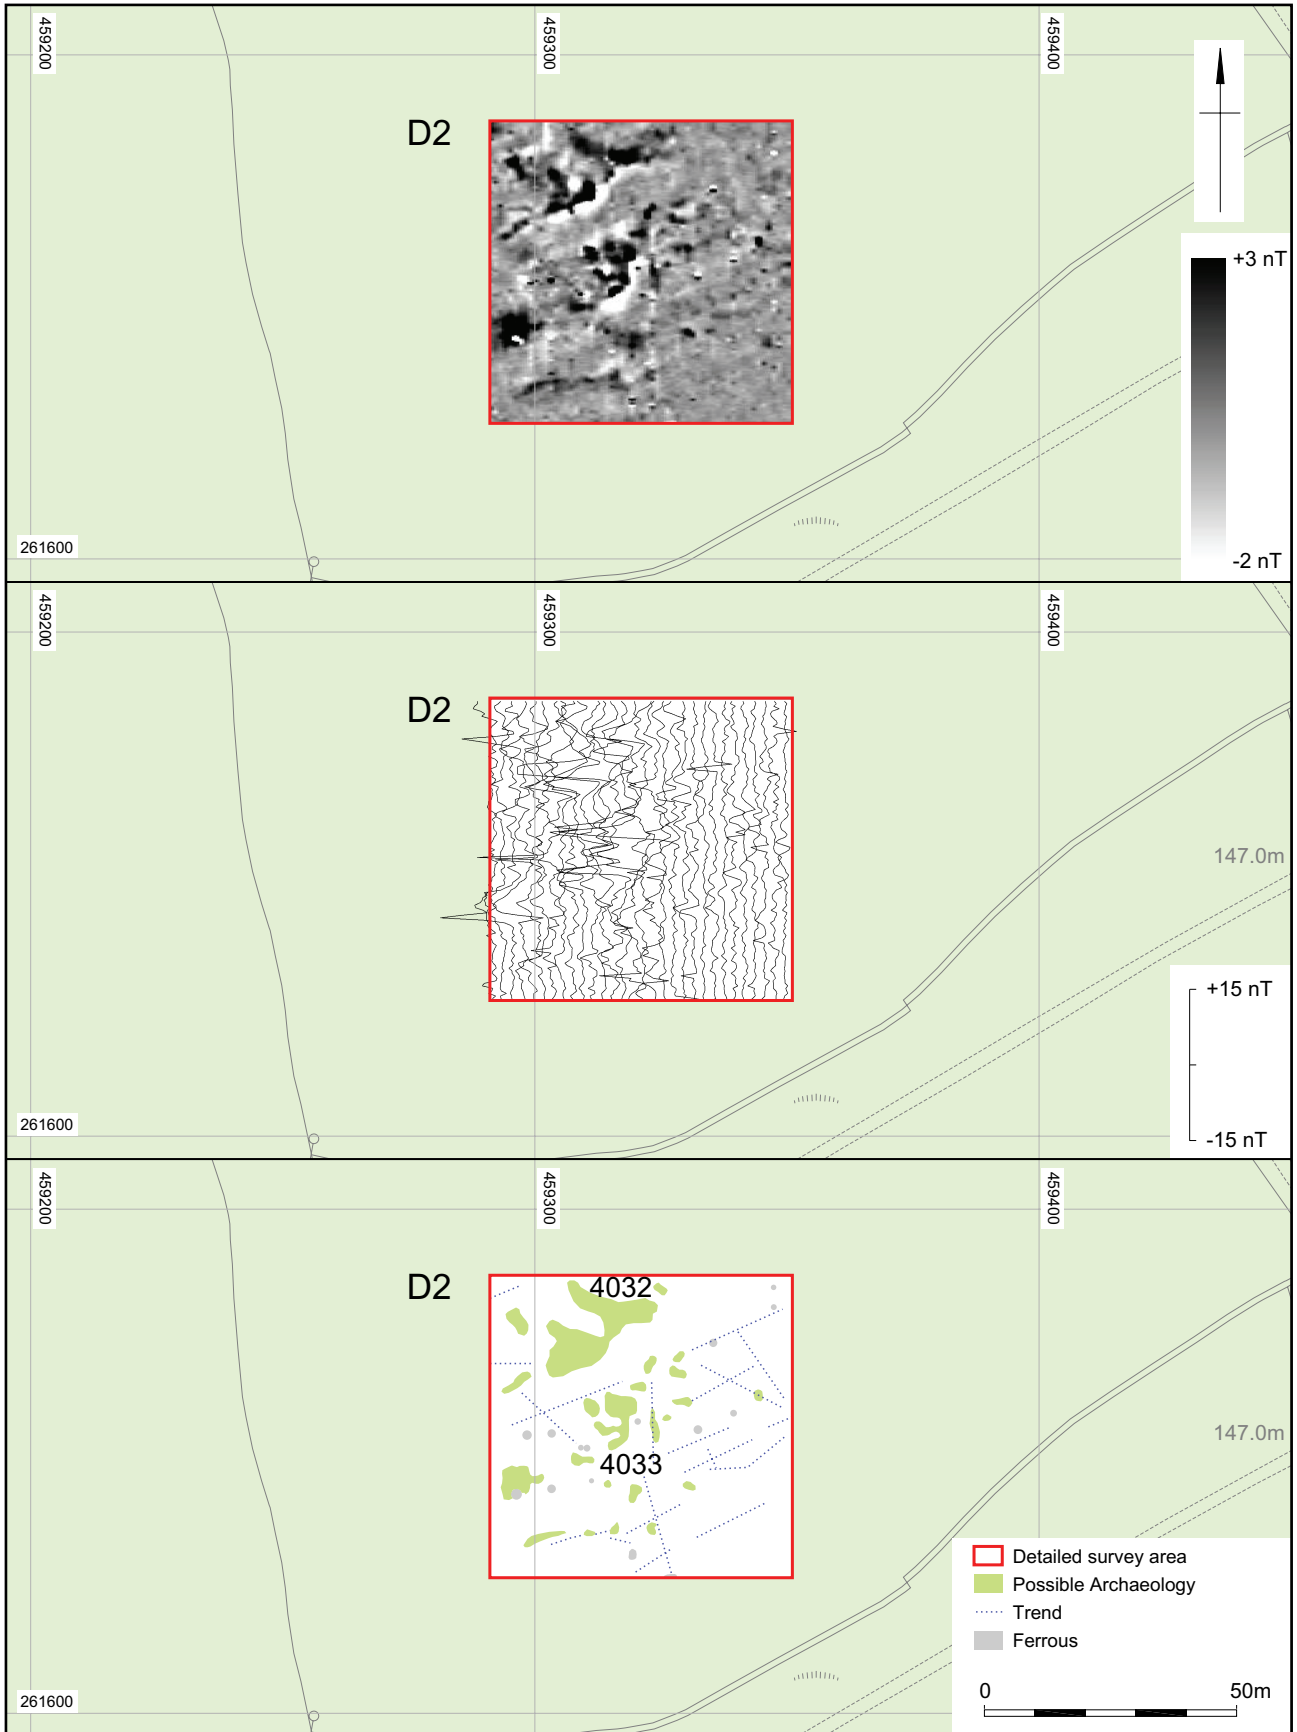 459200
459300
459400
D2
+3 nT
-2 nT
261600
459200
459300
459400
D2
147.0m
+15 nT
-15 nT
261600
459200
459300
459400
D2
4032
147.0m
4033
Detailed survey area
Possible Archaeology
Trend
Ferrous
0 50m
261600